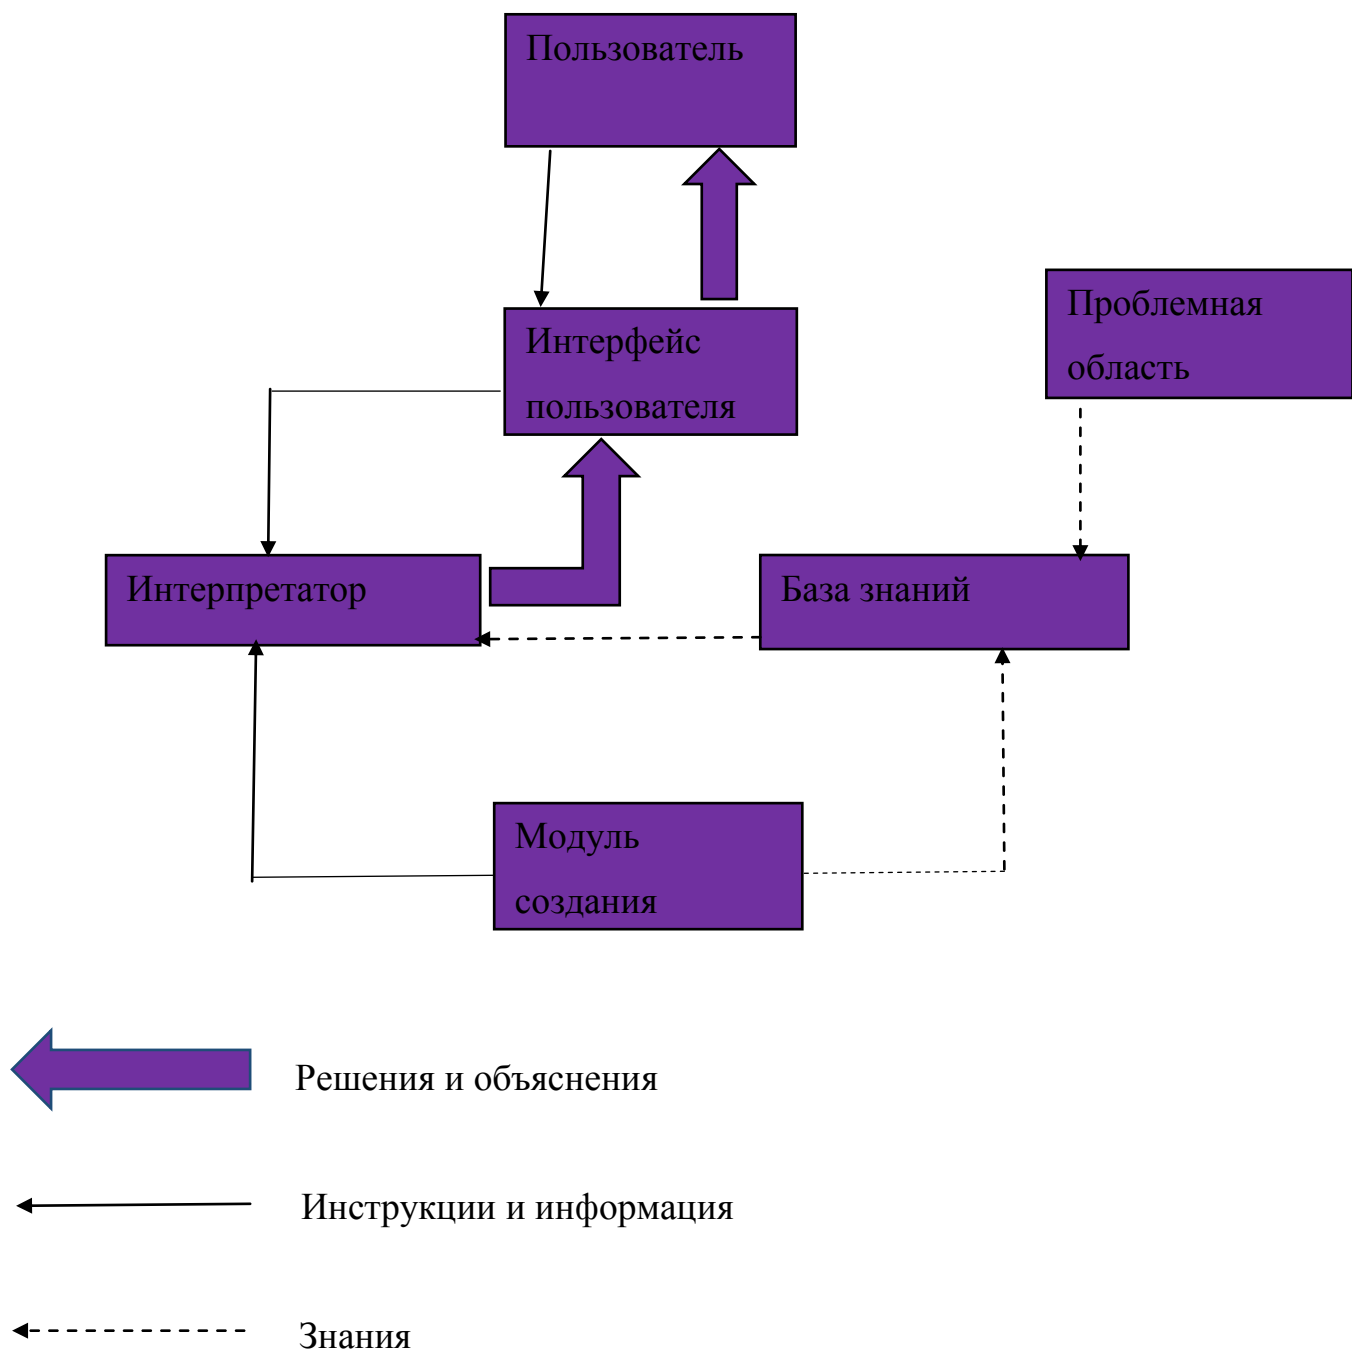 Пользователь
Интерфейс
пользователя
Проблемная
область
Интерпретатор
База знаний
Модуль
создания
Решения и объяснения
Инструкции и информация
Знания